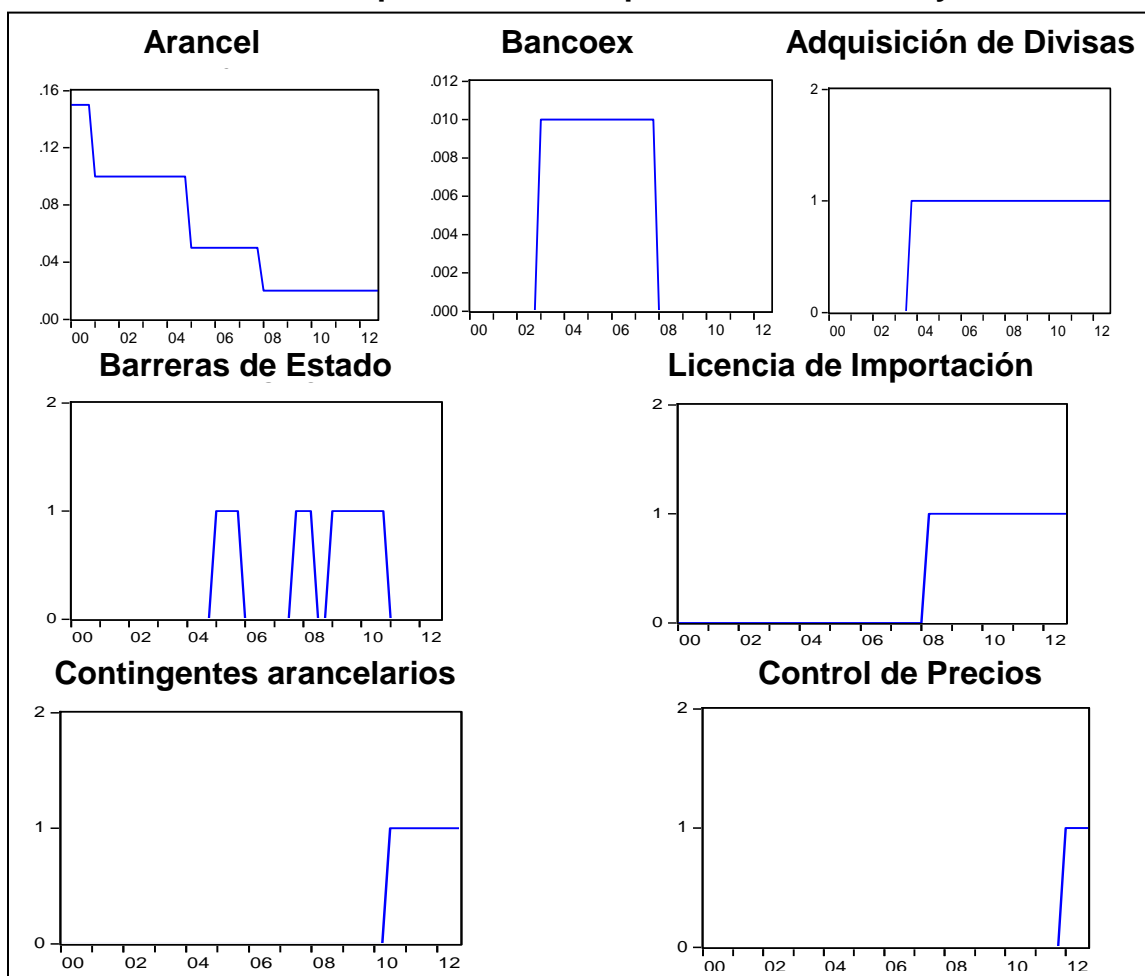 Arancel
Bancoex
Adquisición de Divisas
.16
.12
.08
.04
.00
00 02 04 06 08 10 12
.012
.010
.008
.006
.004
.002
.000
00 02 04 06 08 10 12
2
1
0
00 02 04 06 08 10 12
Barreras de Estado
Licencia de Importación
2
1
0
00 02 04 06 08 10 12
2
1
0
00 02 04 06 08 10 12
Contingentes arancelarios
Control de Precios
2
1
0
00 02 04 06 08 10 12
2
1
0
00 02 04 06 08 10 12